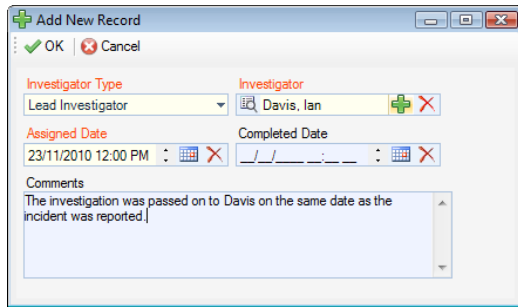 Add New Record
OK Cancel
Investigator Type Investigator
Lead Investigator Davis, Ian
Assigned Date Completed Date
23/11/2010 12:00 PM __/__/____ __:__ __
Comments
The investigation was passed on to Davis on the same date as the
incident was reported.